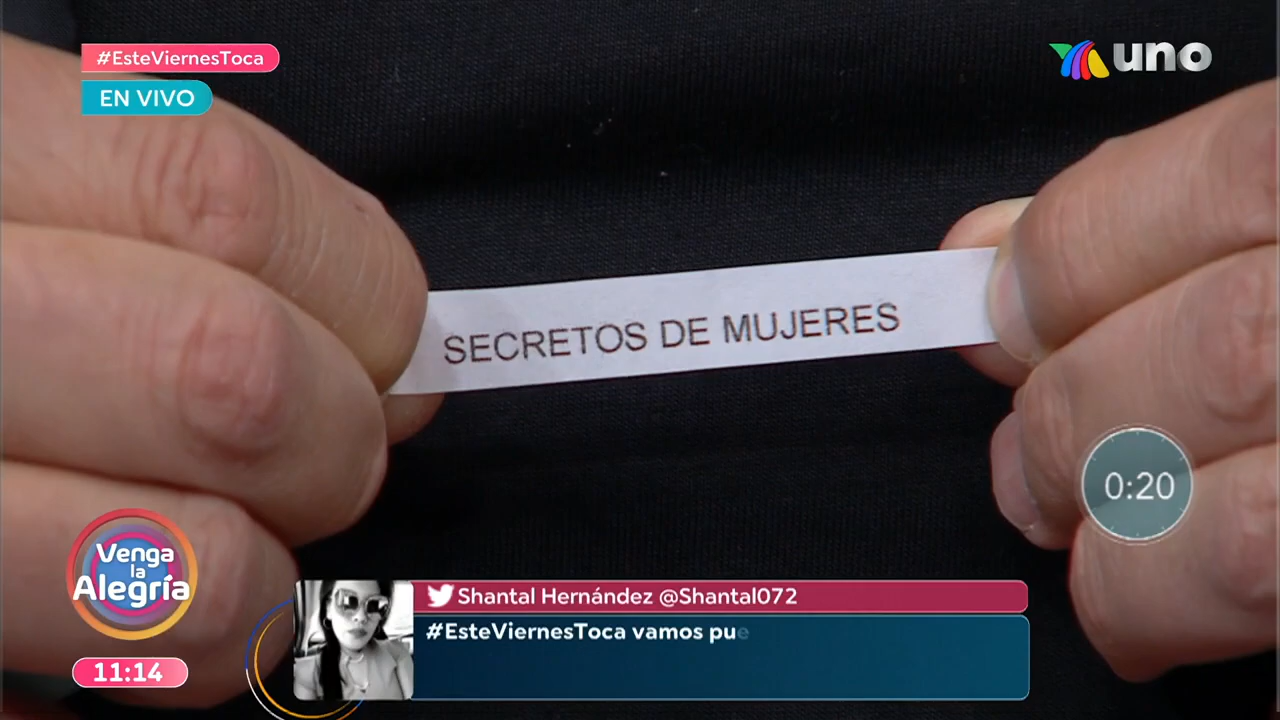 #EsteViernesToca
EN VIVO
uno
SECRETOS DE MUJERES
0:20
Venga
la
Alegría
11:14
Shantal Hernández @Shantal072
#EsteViernesToca vamos pue